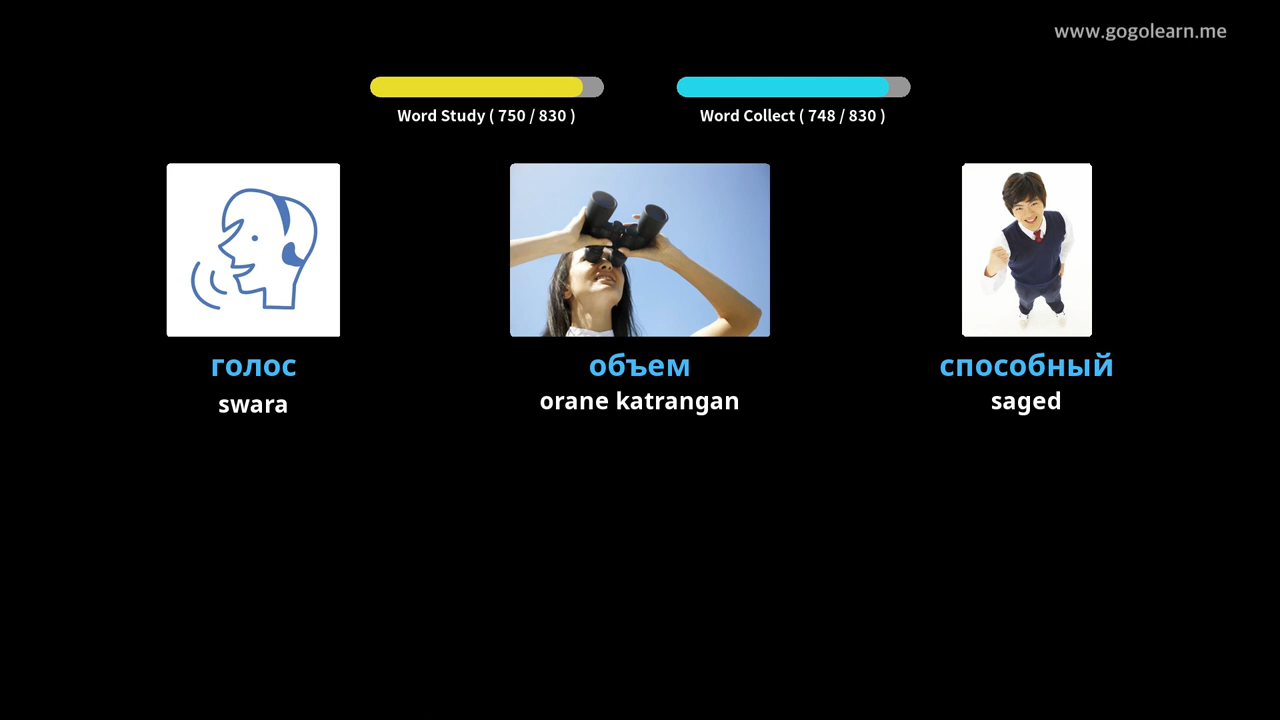 www.gogolearn.me
Word Study ( 750 / 830 )
Word Collect ( 748 / 830 )
голос
объем
способный
swara
orane katrangan
saged